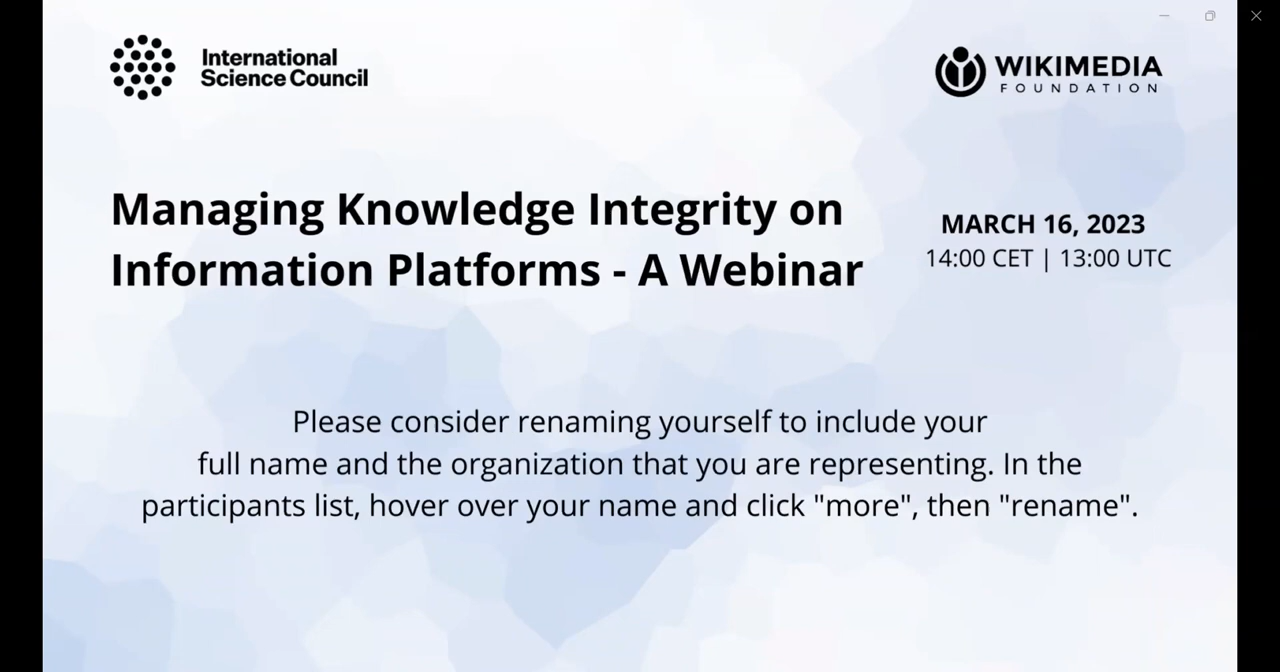 International
Science Council
WIKIMEDIA
FOUNDATION
Managing Knowledge Integrity on
Information Platforms - A Webinar
MARCH 16, 2023
14:00 CET | 13:00 UTC
Please consider renaming yourself to include your
full name and the organization that you are representing. In the
participants list, hover over your name and click "more", then "rename".